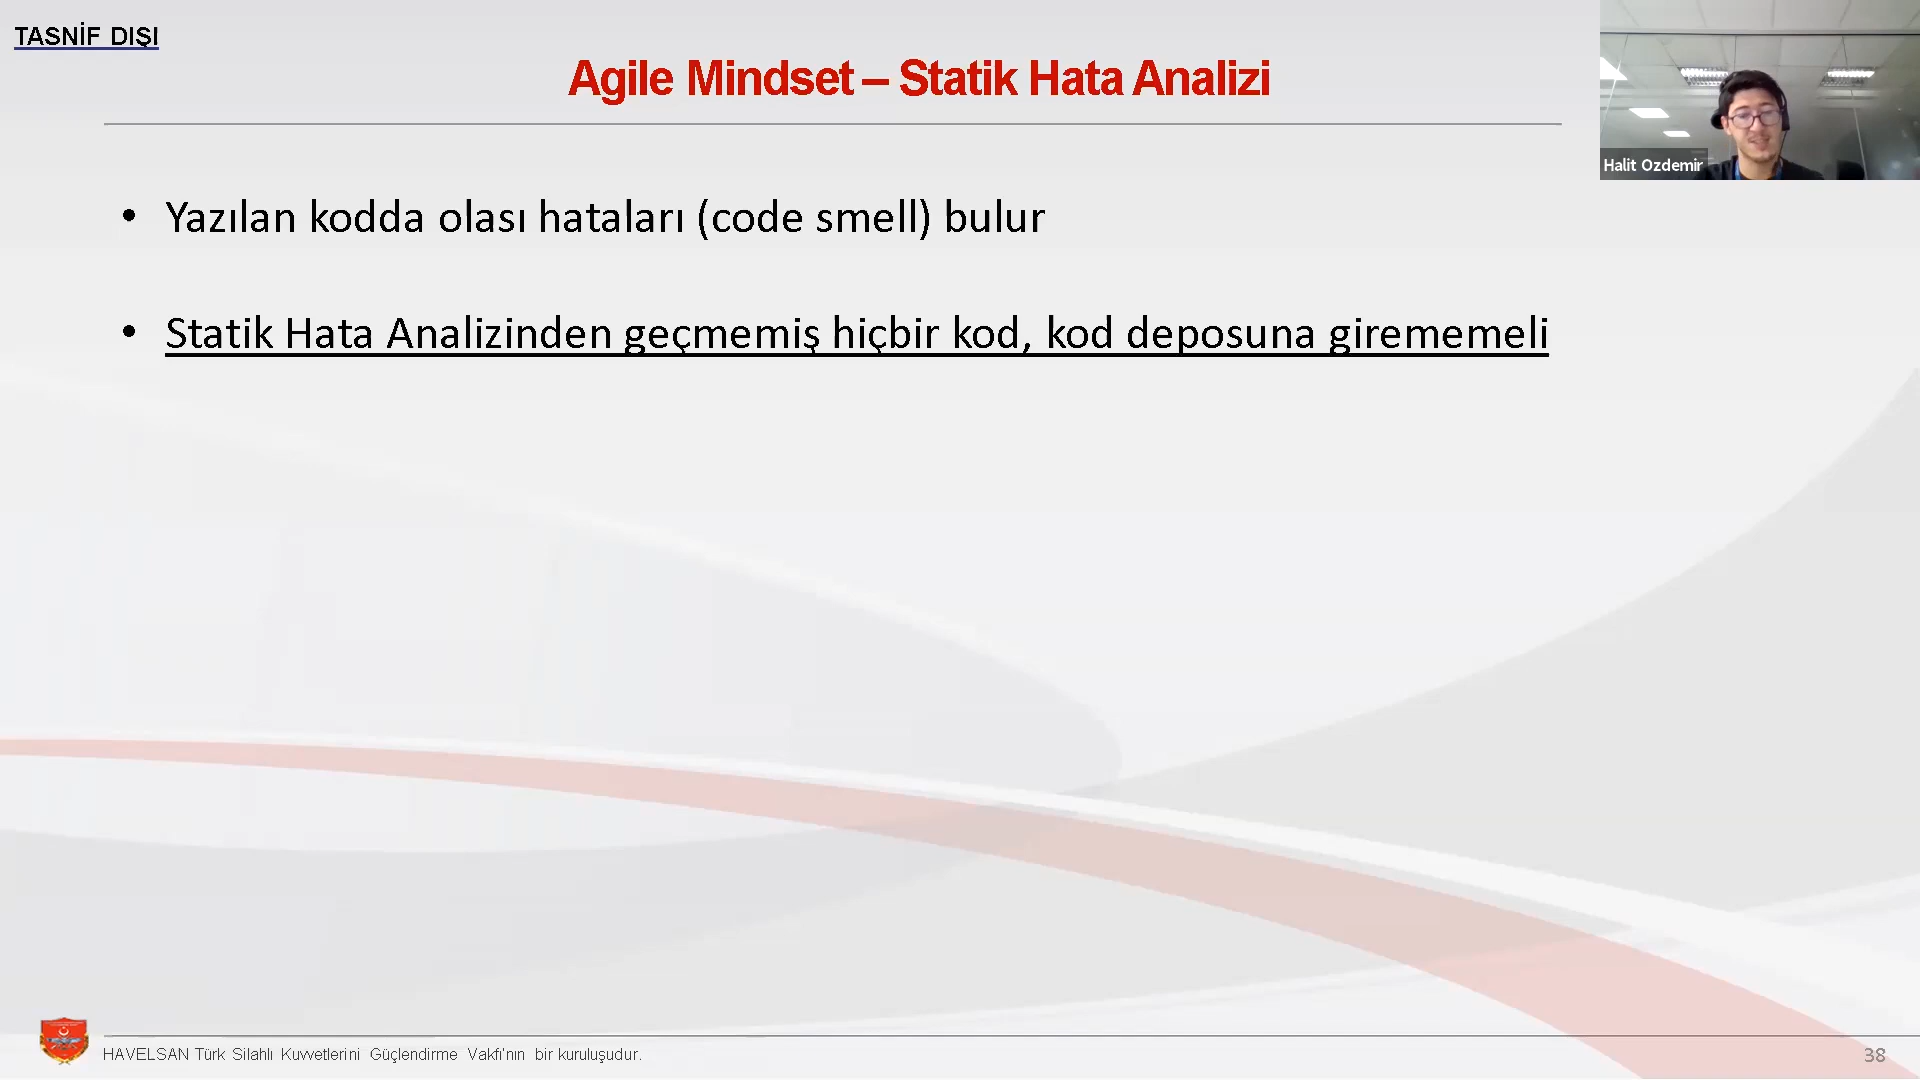 TASNİF DIŞI
Agile Mindset – Statik Hata Analizi
Halit Ozdemir
• Yazılan kodda olası hataları (code smell) bulur
• Statik Hata Analizinden geçmemiş hiçbir kod, kod deposuna girememeli
HAVELSAN Türk Silahlı Kuvvetlerini Güçlendirme Vakfı'nın bir kuruluşudur.
38